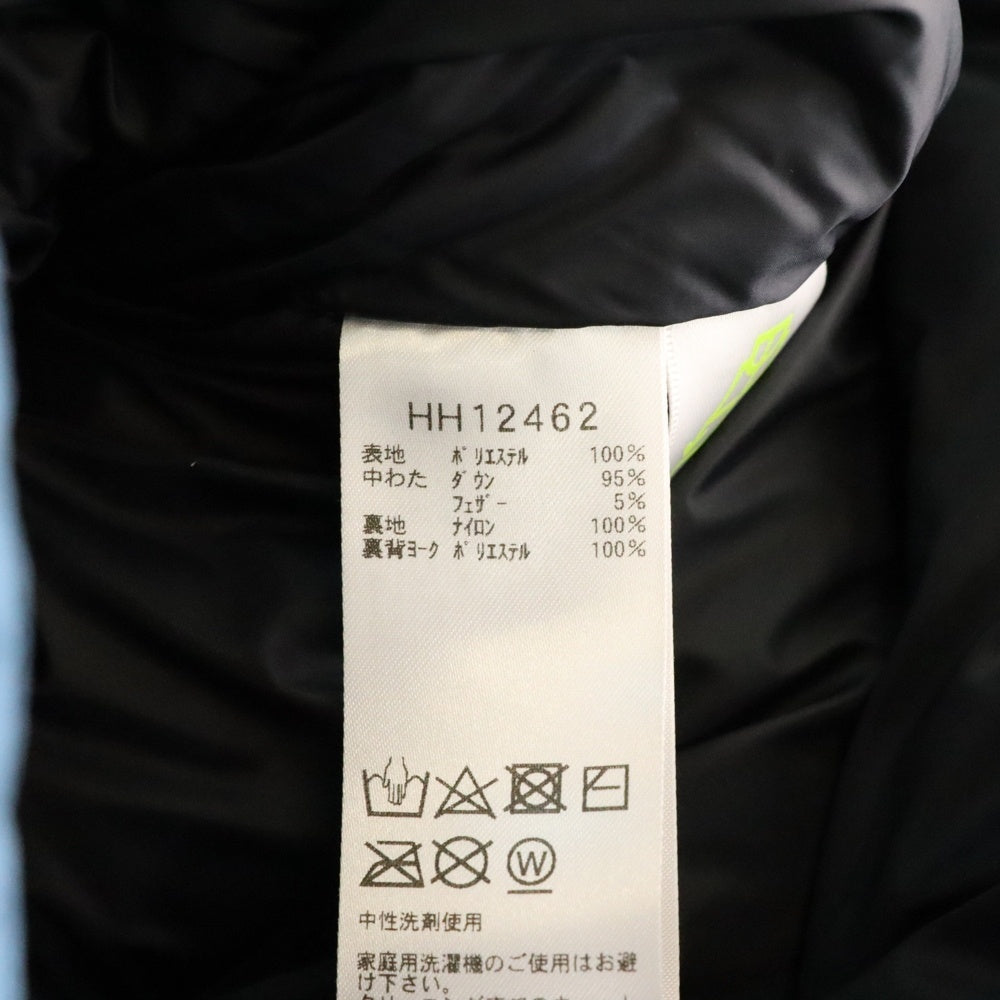 HH12462
表地 ポリエステル 100%
中わた ダウン 95%
フェザー 5%
裏地 ナイロン 100%
裏背ヨーク ポリエステル 100%
W
中性洗剤使用
家庭用洗濯機のご使用はお避
け下さい。